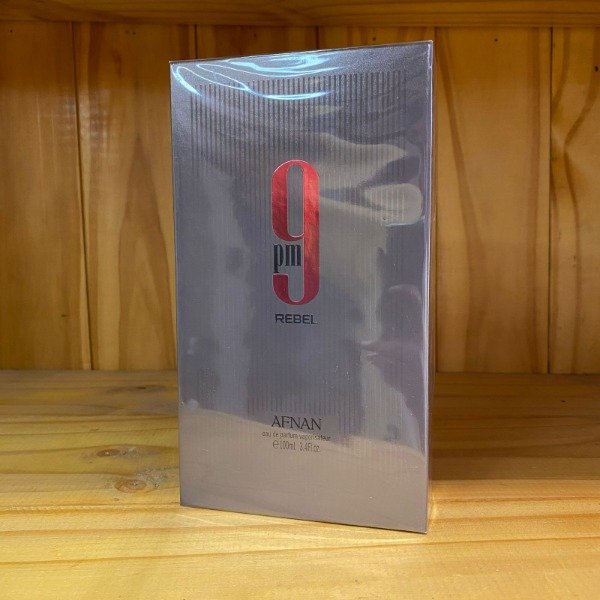 9
pm
REBEL
AFNAN
eau de parfum vaporisateur
℮100ml 3.4Fl.oz.